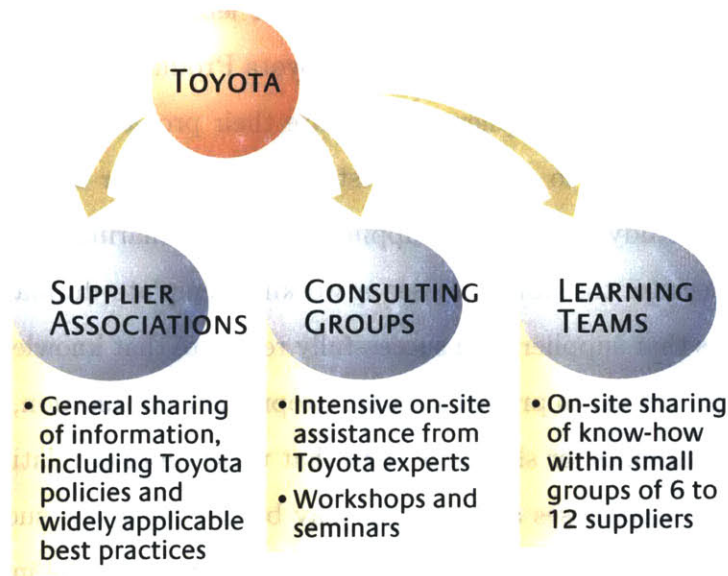 TOYOTA
SUPPLIER
ASSOCIATIONS
• General sharing
of information,
including Toyota
policies and
widely applicable
best practices
CONSULTING
GROUPS
• Intensive on-site
assistance from
Toyota experts
• Workshops and
seminars
LEARNING
TEAMS
• On-site sharing
of know-how
within small
groups of 6 to
12 suppliers